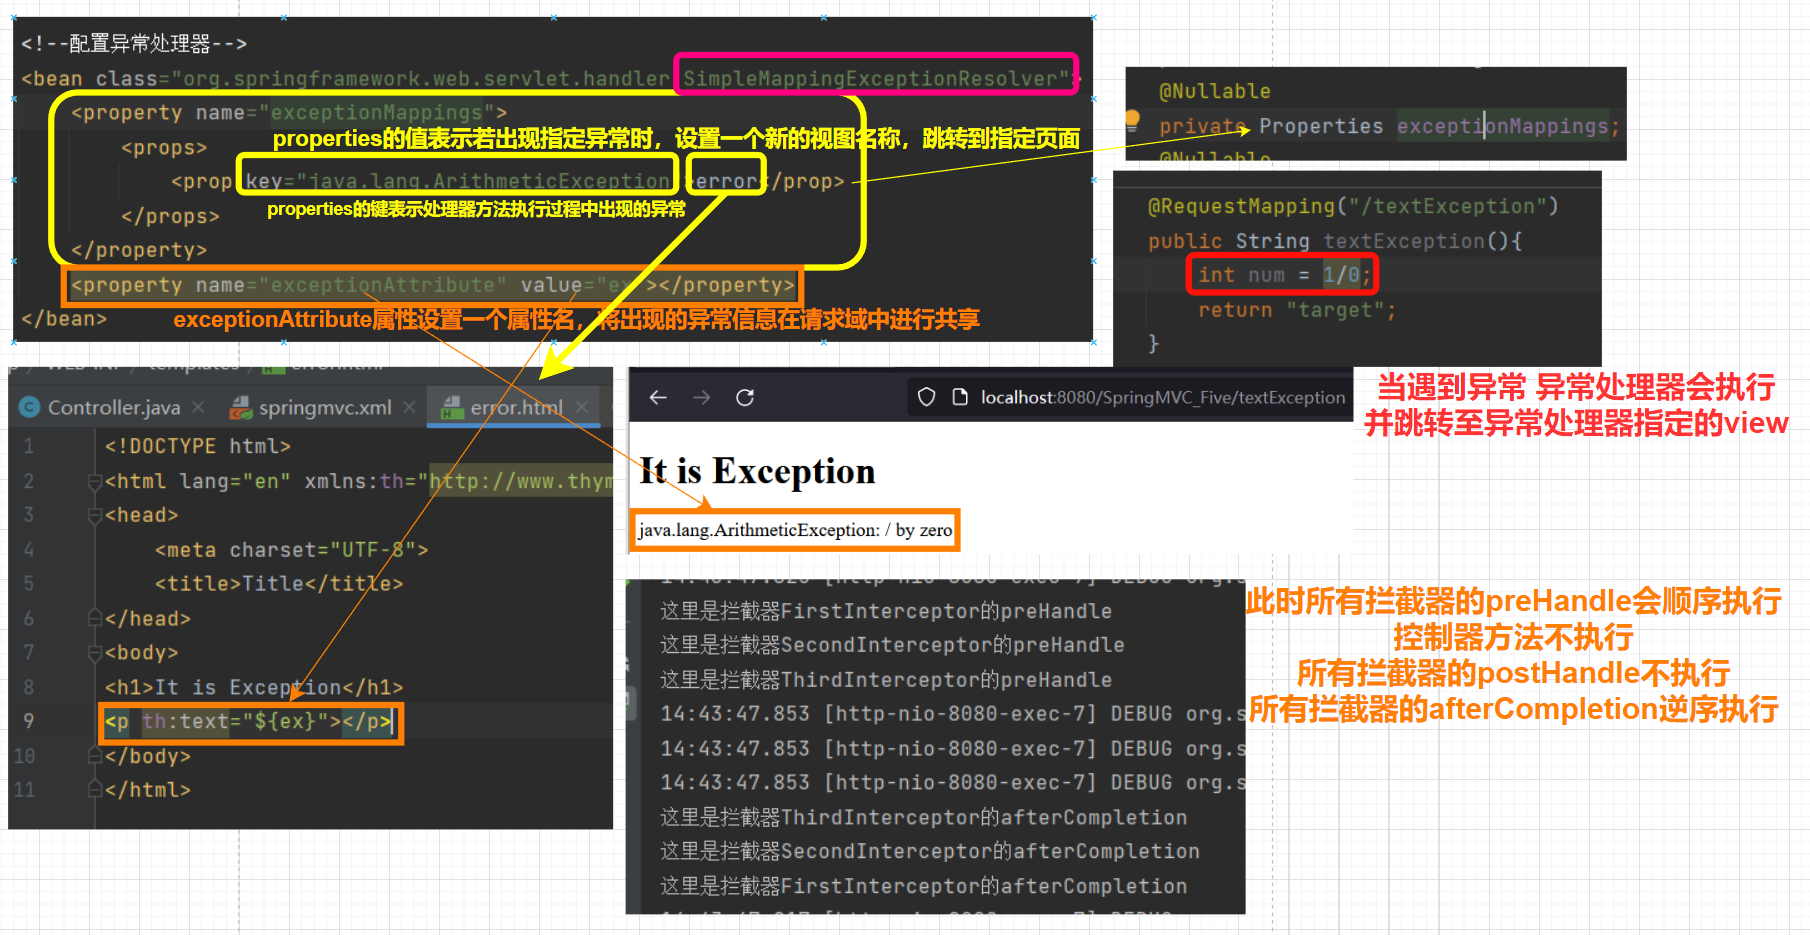 <!--配置异常处理器-->
<bean class="org.springframework.web.servlet.handler SimpleMappingExceptionResolver">
<property name="exceptionMappings">
properties的值表示若出现指定异常时，设置一个新的视图名称，跳转到指定页面
<props>
<prop key="java.lang.ArithmeticException error</prop>
properties的键表示处理器方法执行过程中出现的异常
</props>
</property>
<property name="exceptionAttribute" value="ex"></property>
</bean>
exceptionAttribute属性设置一个属性名，将出现的异常信息在请求域中进行共享
@Nullable
private Properties exceptionMappings;
@Nullable
@RequestMapping("/textException")
public String textException(){
int num = 1/0;
return "target";
}
当遇到异常 异常处理器会执行
并跳转至异常处理器指定的view
templates error.html
Controller.java springmvc.xml error.html
1 <!DOCTYPE html>
2 <html lang="en" xmlns:th="http://www.thym
3 <head>
4 <meta charset="UTF-8">
5 <title>Title</title>
6 </head>
7 <body>
8 <h1>It is Exception</h1>
9 <p th:text="${ex}"></p>
10 </body>
11 </html>
localhost:8080/SpringMVC_Five/textException
It is Exception
java.lang.ArithmeticException: / by zero
[http-nio-8080-exec-7] DEBUG org.s
这里是拦截器FirstInterceptor的preHandle
这里是拦截器SecondInterceptor的preHandle
这里是拦截器ThirdInterceptor的preHandle
14:43:47.853 [http-nio-8080-exec-7] DEBUG org.s
14:43:47.853 [http-nio-8080-exec-7] DEBUG org.s
14:43:47.853 [http-nio-8080-exec-7] DEBUG org.s
这里是拦截器ThirdInterceptor的afterCompletion
这里是拦截器SecondInterceptor的afterCompletion
这里是拦截器FirstInterceptor的afterCompletion
此时所有拦截器的preHandle会顺序执行
控制器方法不执行
所有拦截器的postHandle不执行
所有拦截器的afterCompletion逆序执行